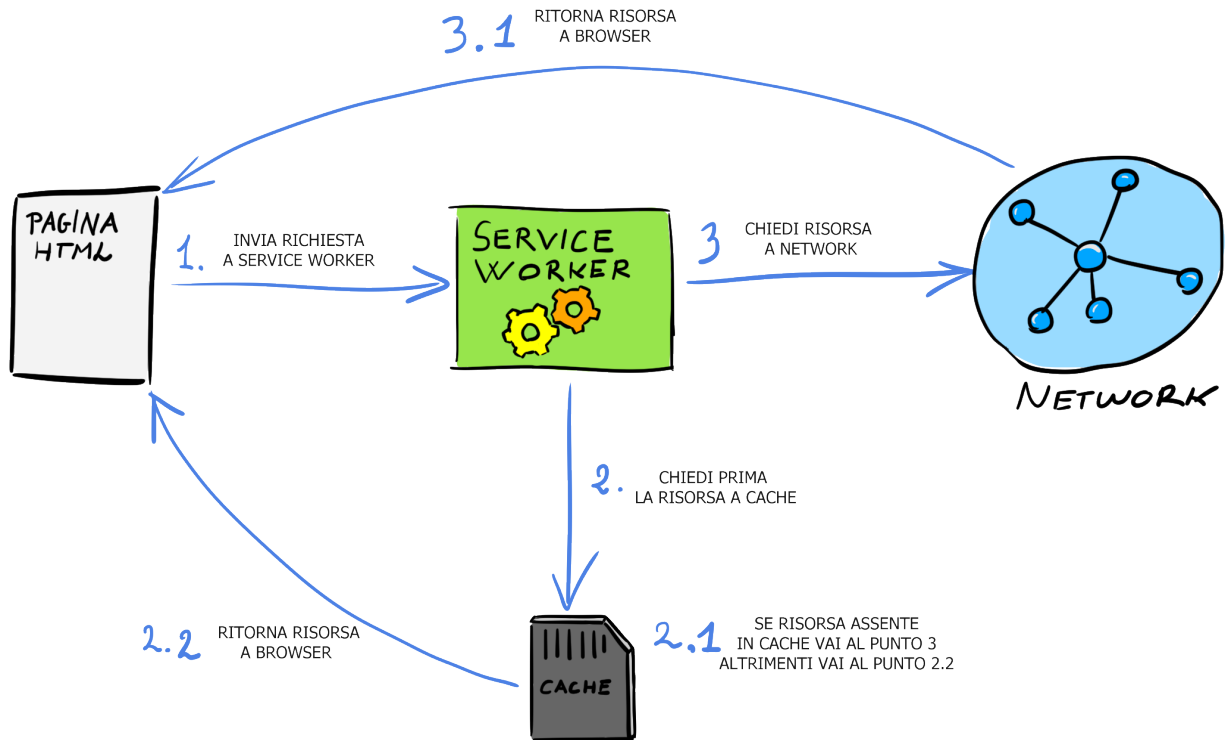 3.1
RITORNA RISORSA
A BROWSER
PAGINA
HTML
1.
INVIA RICHIESTA
A SERVICE WORKER
SERVICE
WORKER
3
CHIEDI RISORSA
A NETWORK
NETWORK
2.
CHIEDI PRIMA
LA RISORSA A CACHE
2.2
RITORNA RISORSA
A BROWSER
CACHE
2.1
SE RISORSA ASSENTE
IN CACHE VAI AL PUNTO 3
ALTRIMENTI VAI AL PUNTO 2.2